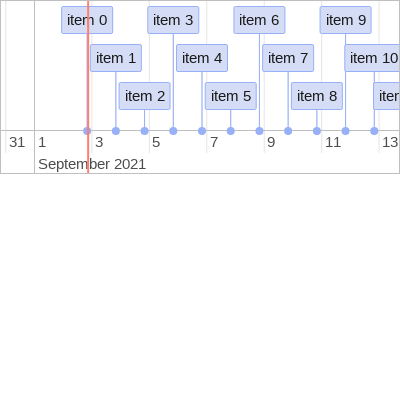 item 0 item 3 item 6 item 9
item 1 item 4 item 7 item 10
item 2 item 5 item 8
31 1 3 5 7 9 11 13
September 2021